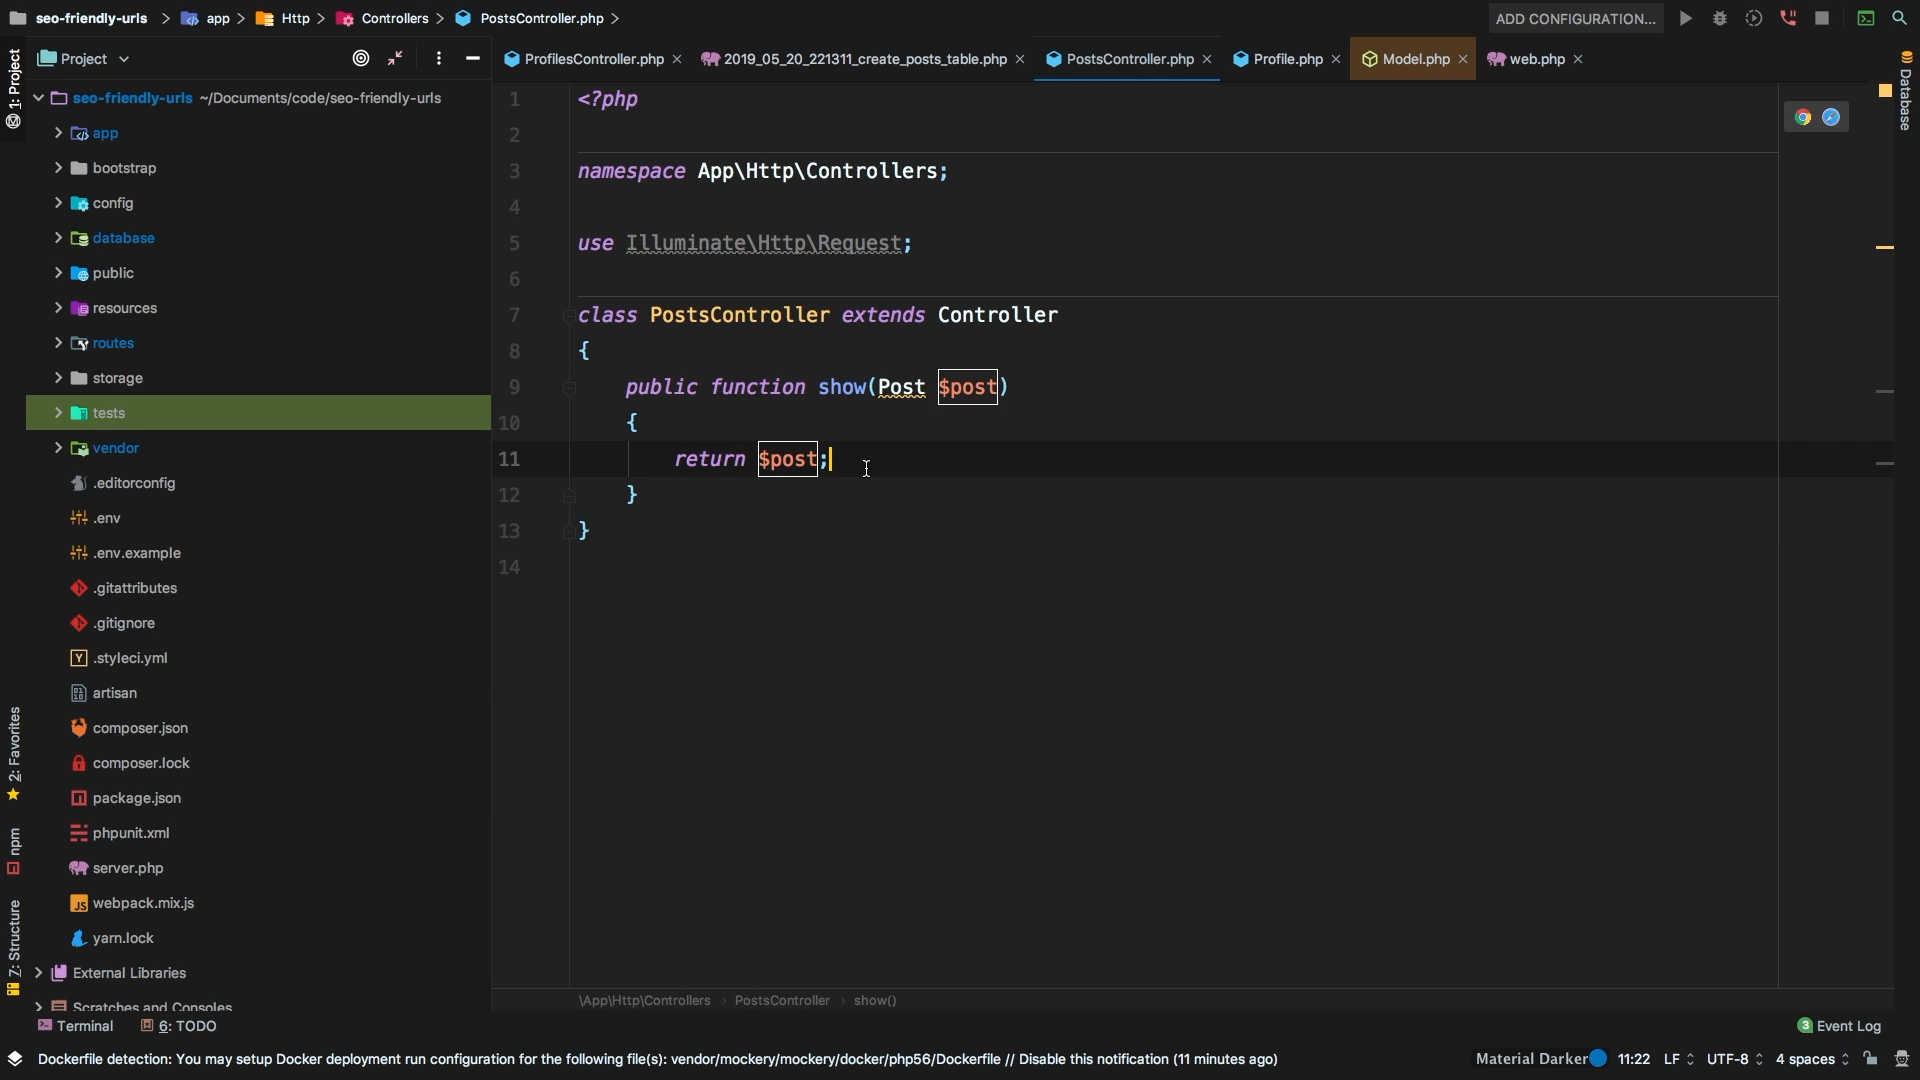 seo-friendly-urls app Http Controllers PostsController.php
ADD CONFIGURATION...
1: Project
Project
ProfilesController.php
2019_05_20_221311_create_posts_table.php
PostsController.php
Profile.php
Model.php
web.php
Database
seo-friendly-urls ~/Documents/code/seo-friendly-urls
app
bootstrap
config
database
public
resources
routes
storage
tests
vendor
.editorconfig
.env
.env.example
.gitattributes
.gitignore
.styleci.yml
artisan
composer.json
composer.lock
package.json
phpunit.xml
server.php
webpack.mix.js
yarn.lock
External Libraries
Scratches and Consoles
2: Favorites
npm
7: Structure
1 <?php
2
3 namespace App\Http\Controllers;
4
5 use Illuminate\Http\Request;
6
7 class PostsController extends Controller
8 {
9 public function show(Post $post)
10 {
11 return $post;
12 }
13 }
14
\App\Http\Controllers PostsController show()
Terminal 6: TODO
3 Event Log
Dockerfile detection: You may setup Docker deployment run configuration for the following file(s): vendor/mockery/mockery/docker/php56/Dockerfile // Disable this notification (11 minutes ago)
Material Darker 11:22 LF UTF-8 4 spaces